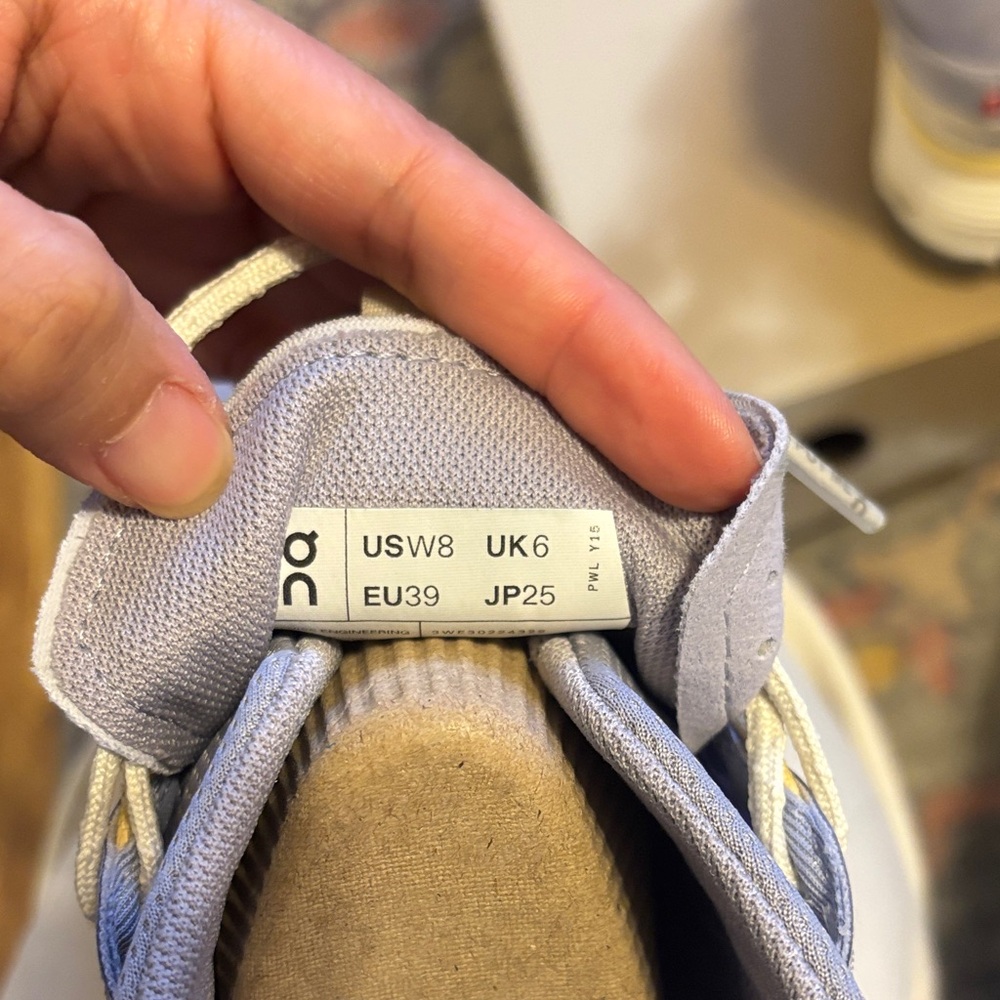 USW8 UK6
EU39 JP25
PWL Y15
ENGINEERING